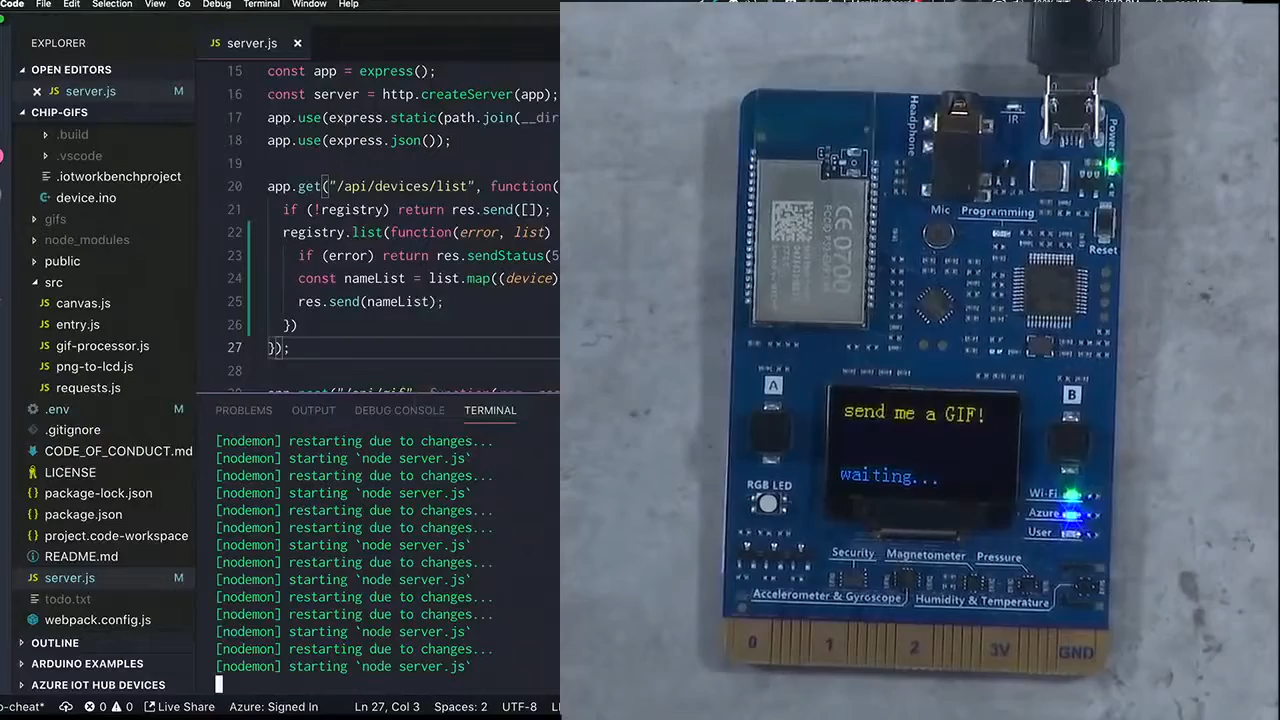 Code File Edit Selection View Go Debug Terminal Window Help
EXPLORER
OPEN EDITORS
JS server.js M
CHIP-GIFS
.build
.vscode
.iotworkbenchproject
device.ino
gifs
node_modules
public
src
JS canvas.js
JS entry.js
JS gif-processor.js
JS png-to-lcd.js
JS requests.js
.env M
.gitignore
CODE_OF_CONDUCT.md
LICENSE
package-lock.json
package.json
project.code-workspace
README.md
JS server.js M
todo.txt
webpack.config.js
OUTLINE
ARDUINO EXAMPLES
AZURE IOT HUB DEVICES
JS server.js
15 const app = express();
16 const server = http.createServer(app);
17 app.use(express.static(path.join(__dir
18 app.use(express.json());
19
20 app.get("/api/devices/list", function(
21 if (!registry) return res.send([]);
22 registry.list(function(error, list)
23 if (error) return res.sendStatus(5
24 const nameList = list.map((device)
25 res.send(nameList);
26 })
27 });
28
PROBLEMS OUTPUT DEBUG CONSOLE TERMINAL
[nodemon] restarting due to changes...
[nodemon] starting `node server.js`
[nodemon] restarting due to changes...
[nodemon] starting `node server.js`
[nodemon] restarting due to changes...
[nodemon] starting `node server.js`
[nodemon] restarting due to changes...
[nodemon] starting `node server.js`
[nodemon] restarting due to changes...
[nodemon] starting `node server.js`
[nodemon] restarting due to changes...
[nodemon] starting `node server.js`
[nodemon] restarting due to changes...
[nodemon] starting `node server.js`
o-cheat* 0 0 Live Share Azure: Signed In Ln 27, Col 3 Spaces: 2 UTF-8
Headphone
IR
Power
CE0700
Mic
Programming
Reset
A
B
send me a GIF!
waiting...
RGB LED
Wi-Fi
Azure
User
Security Magnetometer Pressure
Accelerometer & Gyroscope Humidity & Temperature
0 1 2 3V GND